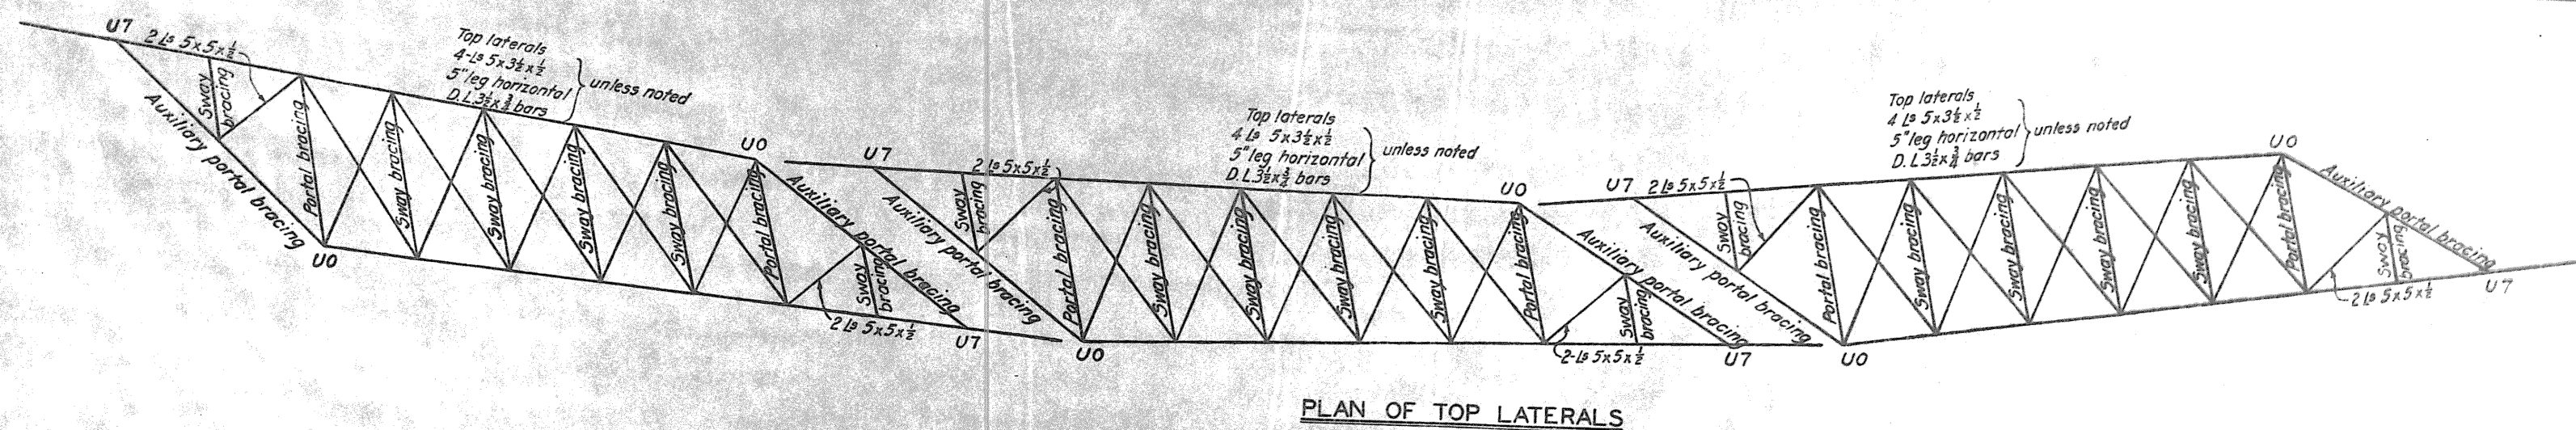 U7
2 Ls 5x5x½
Sway bracing
Auxiliary portal bracing
Portal bracing
Top laterals
4-Ls 5x3½x½
5" leg horizontal
D.L.3½x¾ bars
unless noted
Sway bracing
Sway bracing
Sway bracing
Sway bracing
Portal bracing
U0
U0
Auxiliary portal bracing
Sway bracing
2 Ls 5x5x½
U7
U7
2 Ls 5x5x½
Sway bracing
Auxiliary portal bracing
Portal bracing
U0
Top laterals
4 Ls 5x3½x½
5" leg horizontal
D.L.3½x¾ bars
unless noted
Sway bracing
Sway bracing
Sway bracing
Sway bracing
Portal bracing
U0
Auxiliary portal bracing
Sway bracing
2-Ls 5x5x½
U7
U7
2 Ls 5x5x½
Sway bracing
Auxiliary portal bracing
Portal bracing
U0
Top laterals
4 Ls 5x3½x½
5" leg horizontal
D.L3½x¾ bars
unless noted
Sway bracing
Sway bracing
Sway bracing
Sway bracing
Portal bracing
U0
Auxiliary portal bracing
Sway bracing
2 Ls 5x5x½
U7
PLAN OF TOP LATERALS